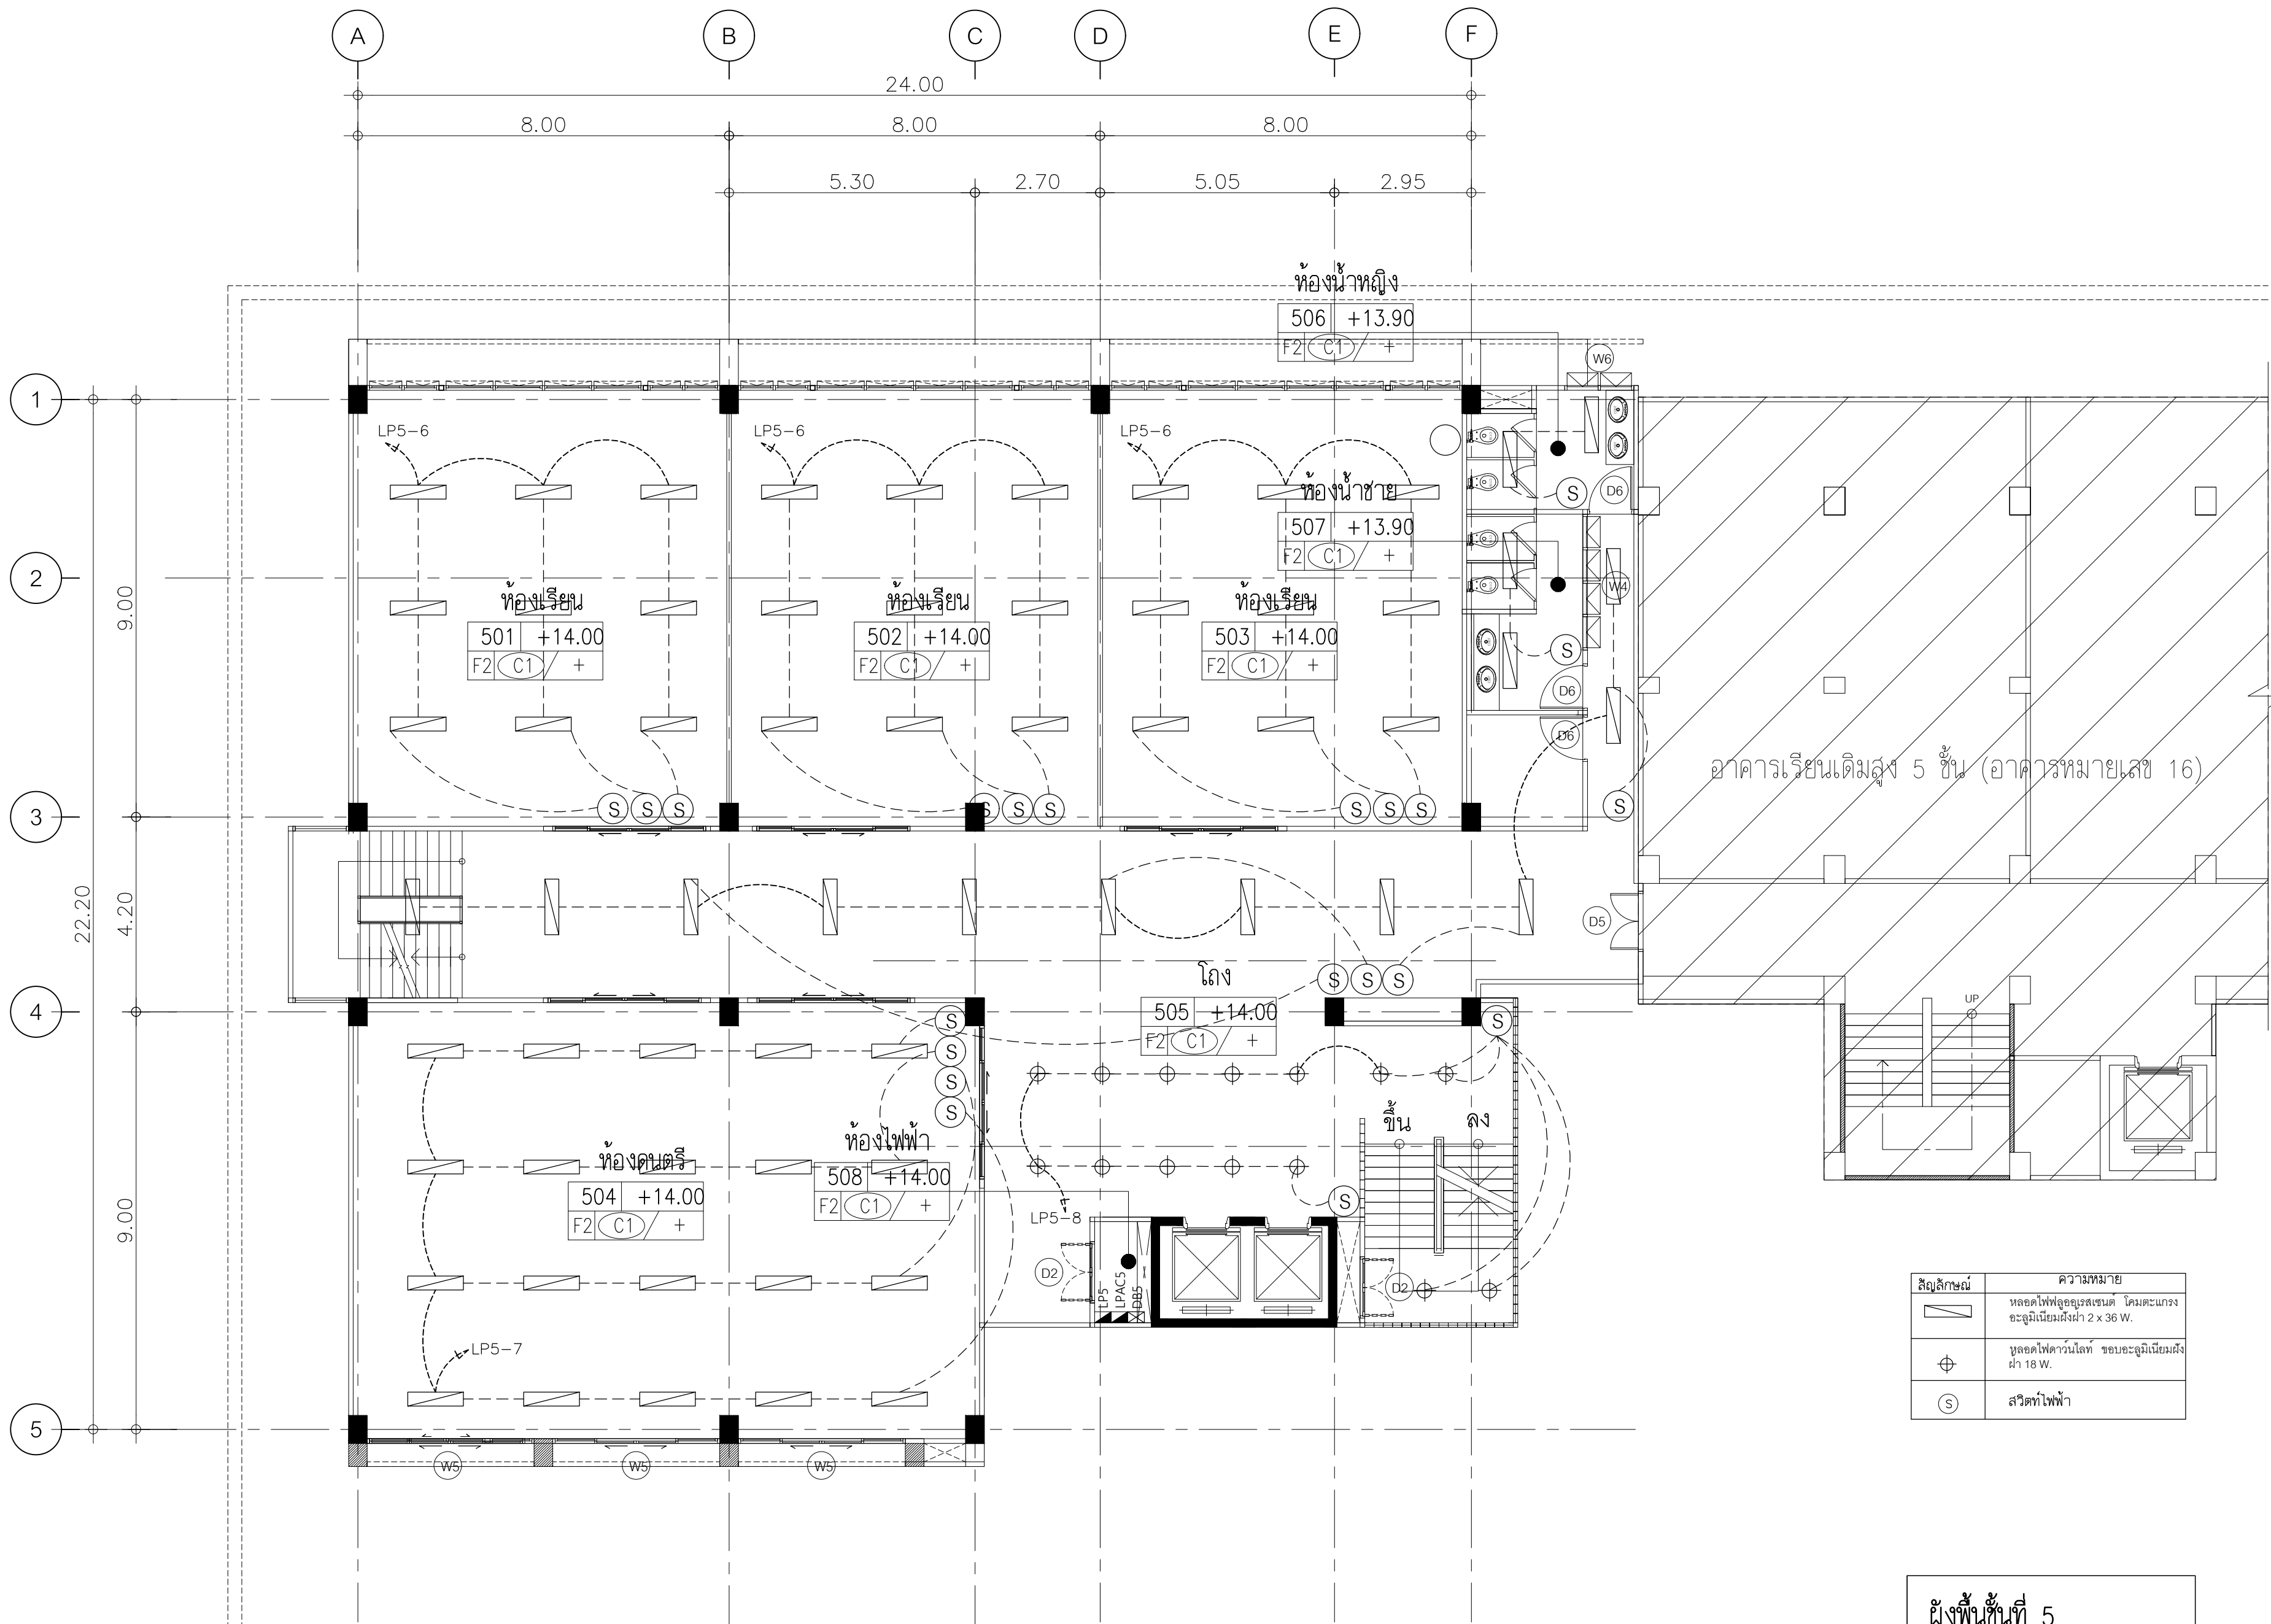 A B C D E F
24.00
8.00 8.00 8.00
5.30 2.70 5.05 2.95
ห้องน้ำหญิง
506 +13.90
F2 C1 +
W6
1
LP5-6 LP5-6 LP5-6
ห้องน้ำชาย
S D6
507 +13.90
F2 C1 +
2
W4
9.00
ห้องเรียน ห้องเรียน ห้องเรียน
501 +14.00 502 +14.00 503 +14.00
F2 C1 + F2 C1 + F2 C1 +
S
D6
D6
อาคารเรียนเดิมสูง 5 ชั้น (อาคารหมายเลข 16)
3
S S S S S S S S S S
22.20
4.20
D5
โถง
S S S
505 +14.00
F2 C1 +
4
UP
S S
S
S
S
ขึ้น ลง
ห้องดนตรี
504 +14.00
F2 C1 +
ห้องไฟฟ้า
508 +14.00
F2 C1 +
S
LP5-8
9.00
D2 D2
LP5
LPAC5
DB5
LP5-7
5
W5 W5 W5
สัญลักษณ์ ความหมาย
หลอดไฟฟลูออเรสเซนต์ โคมตะแกรง
อะลูมิเนียมฝังฝ้า 2 x 36 W.
หลอดไฟดาวน์ไลท์ ขอบอะลูมิเนียมฝัง
ฝ้า 18 W.
S สวิตท์ไฟฟ้า
ผังพื้นชั้นที่ 5